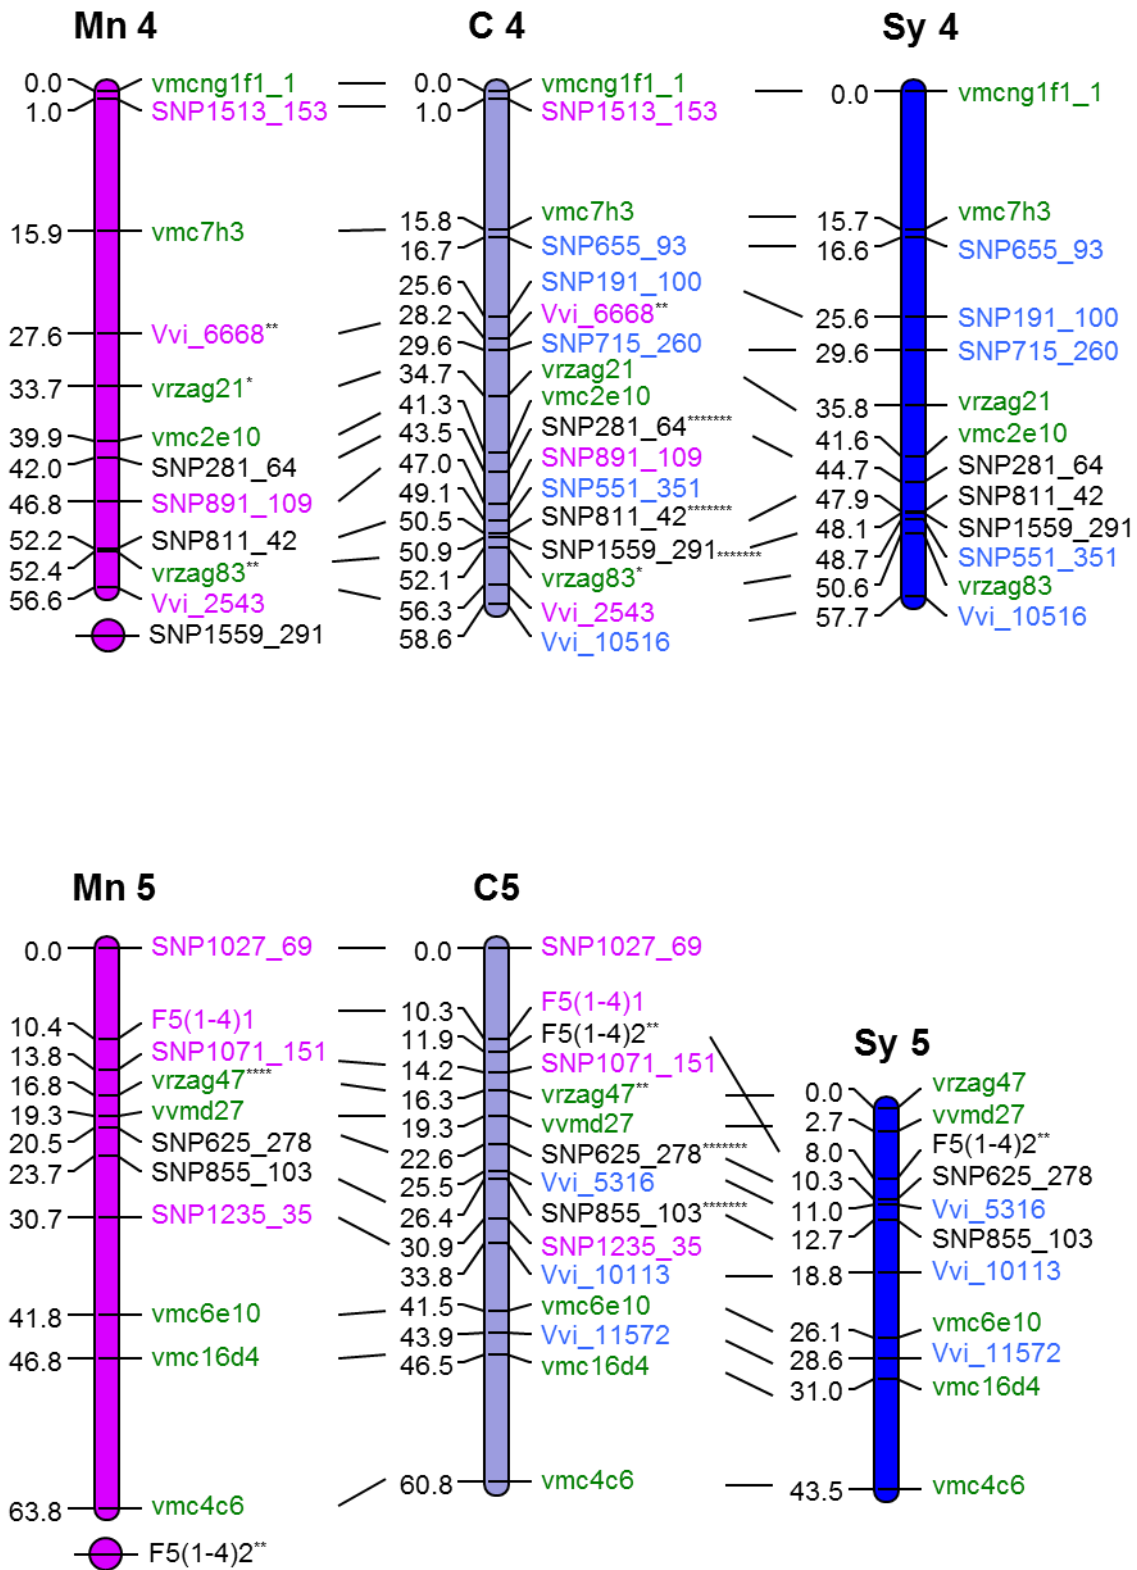 Mn 4
0.0 vmcng1f1_1
1.0 SNP1513_153
15.9 vmc7h3
27.6 Vvi_6668**
33.7 vrzag21*
39.9 vmc2e10
42.0 SNP281_64
46.8 SNP891_109
52.2 SNP811_42
52.4 vrzag83**
56.6 Vvi_2543
SNP1559_291
C 4
0.0 vmcng1f1_1
1.0 SNP1513_153
15.8 vmc7h3
16.7 SNP655_93
25.6 SNP191_100
28.2 Vvi_6668**
29.6 SNP715_260
34.7 vrzag21
41.3 vmc2e10
43.5 SNP281_64*******
47.0 SNP891_109
49.1 SNP551_351
50.5 SNP811_42*******
50.9 SNP1559_291*******
52.1 vrzag83*
56.3 Vvi_2543
58.6 Vvi_10516
Sy 4
0.0 vmcng1f1_1
15.7 vmc7h3
16.6 SNP655_93
25.6 SNP191_100
29.6 SNP715_260
35.8 vrzag21
41.6 vmc2e10
44.7 SNP281_64
47.9 SNP811_42
48.1 SNP1559_291
48.7 SNP551_351
50.6 vrzag83
57.7 Vvi_10516
Mn 5
0.0 SNP1027_69
10.4 F5(1-4)1
13.8 SNP1071_151
16.8 vrzag47****
19.3 vvmd27
20.5 SNP625_278
23.7 SNP855_103
30.7 SNP1235_35
41.8 vmc6e10
46.8 vmc16d4
63.8 vmc4c6
F5(1-4)2**
C5
0.0 SNP1027_69
10.3 F5(1-4)1
11.9 F5(1-4)2**
14.2 SNP1071_151
16.3 vrzag47**
19.3 vvmd27
22.6 SNP625_278*******
25.5 Vvi_5316
26.4 SNP855_103*******
30.9 SNP1235_35
33.8 Vvi_10113
41.5 vmc6e10
43.9 Vvi_11572
46.5 vmc16d4
60.8 vmc4c6
Sy 5
0.0 vrzag47
2.7 vvmd27
8.0 F5(1-4)2**
10.3 SNP625_278
11.0 Vvi_5316
12.7 SNP855_103
18.8 Vvi_10113
26.1 vmc6e10
28.6 Vvi_11572
31.0 vmc16d4
43.5 vmc4c6